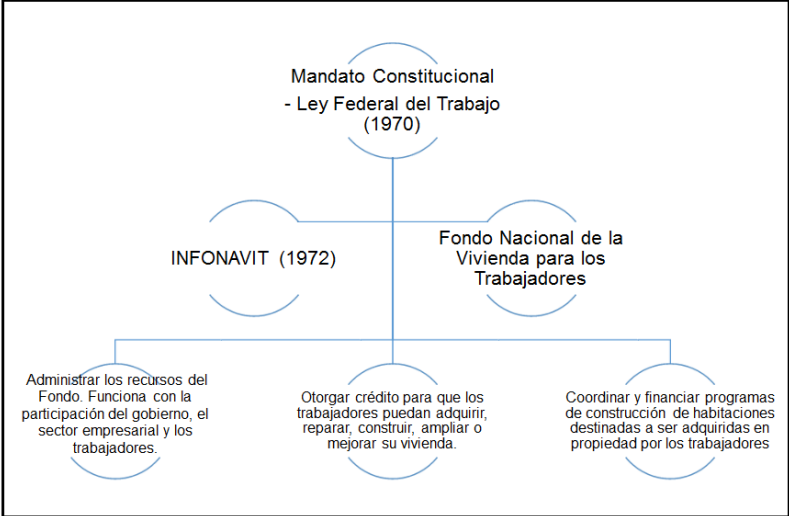 Mandato Constitucional
- Ley Federal del Trabajo
(1970)
INFONAVIT (1972)
Fondo Nacional de la
Vivienda para los
Trabajadores
Administrar los recursos del
Fondo. Funciona con la
participación del gobierno, el
sector empresarial y los
trabajadores.
Otorgar crédito para que los
trabajadores puedan adquirir,
reparar, construir, ampliar o
mejorar su vivienda.
Coordinar y financiar programas
de construcción de habitaciones
destinadas a ser adquiridas en
propiedad por los trabajadores